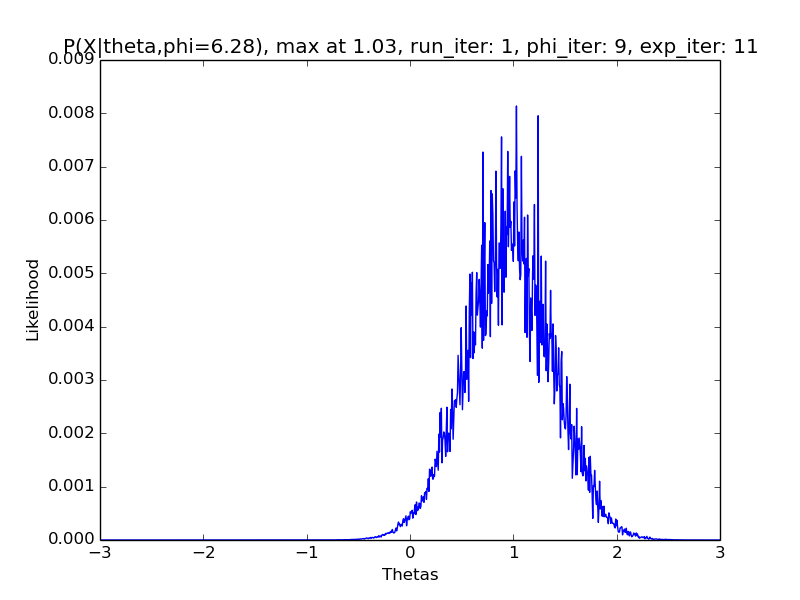 P(X|theta,phi=6.28), max at 1.03, run_iter: 1, phi_iter: 9, exp_iter: 11
0.009
0.008
0.007
0.006
0.005
0.004
0.003
0.002
0.001
0.000
Likelihood
−3 −2 −1 0 1 2 3
Thetas